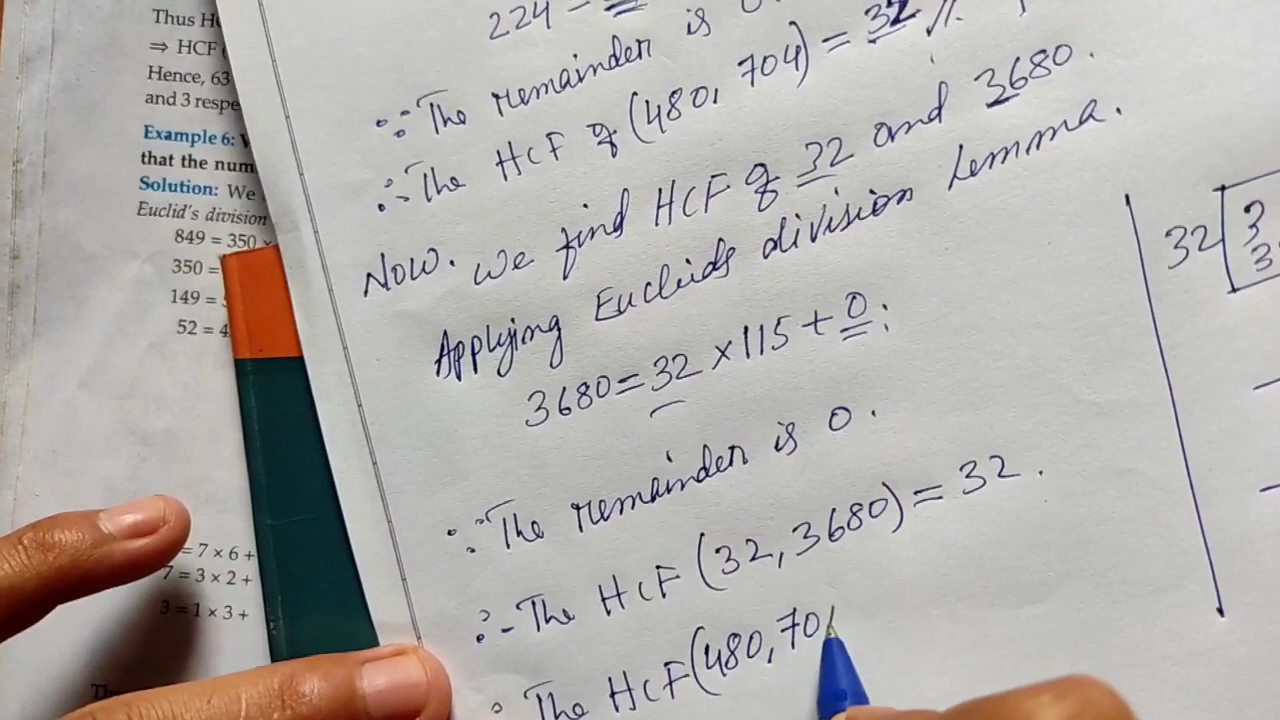 Thus
⇒ HCF
Hence, 63
and 3
Example 6:
that the num
Solution: We
Euclid's division
849 = 350 ×
350 =
149 =
52 = 4
= 7 × 6 +
7 = 3 × 2 +
3 = 1 × 3 +
224 =
∵ The remainder is 0.
∴ The HCF of (480, 704) = 32 //.
Now. we find HCF of 32 and 3680.
Applying Euclids division lemma.
3680 = 32 × 115 + 0 ;
∵ The remainder is 0.
∴ The HCF (32, 3680) = 32.
∴ The HCF (480, 70
32
3
3